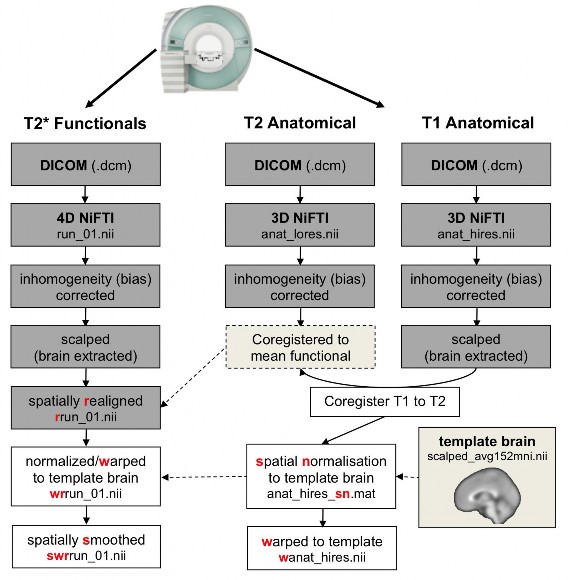 T2* Functionals
DICOM (.dcm)
4D NiFTI
run_01.nii
inhomogeneity (bias)
corrected
scalped
(brain extracted)
spatially realigned
rrun_01.nii
normalized/warped
to template brain
wrrun_01.nii
spatially smoothed
swrrun_01.nii
T2 Anatomical
DICOM (.dcm)
3D NiFTI
anat_lores.nii
inhomogeneity (bias)
corrected
Coregistered to
mean functional
T1 Anatomical
DICOM (.dcm)
3D NiFTI
anat_hires.nii
inhomogeneity (bias)
corrected
scalped
(brain extracted)
Coregister T1 to T2
spatial normalisation
to template brain
anat_hires_sn.mat
warped to template
wanat_hires.nii
template brain
scalped_avg152mni.nii